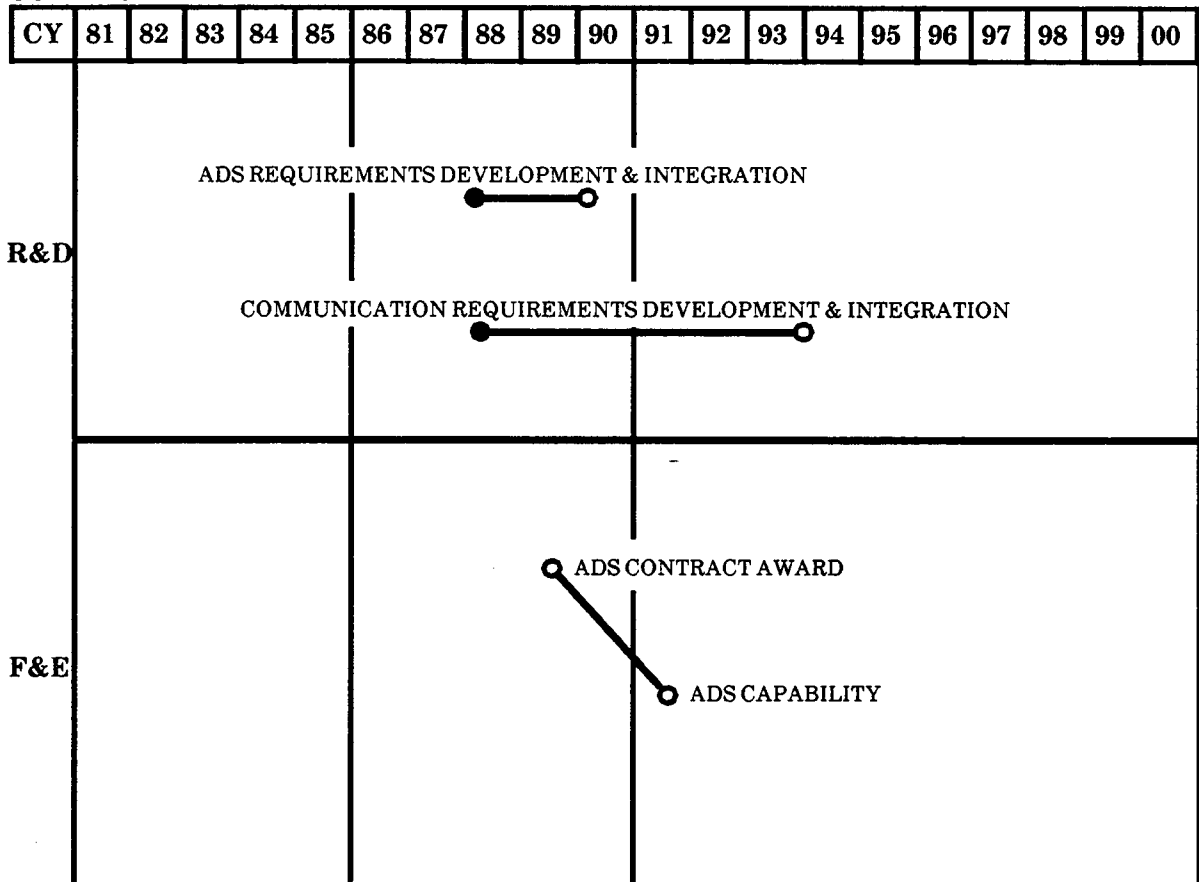 CY 81 82 83 84 85 86 87 88 89 90 91 92 93 94 95 96 97 98 99 00
ADS REQUIREMENTS DEVELOPMENT & INTEGRATION
R&D
COMMUNICATION REQUIREMENTS DEVELOPMENT & INTEGRATION
ADS CONTRACT AWARD
F&E
ADS CAPABILITY